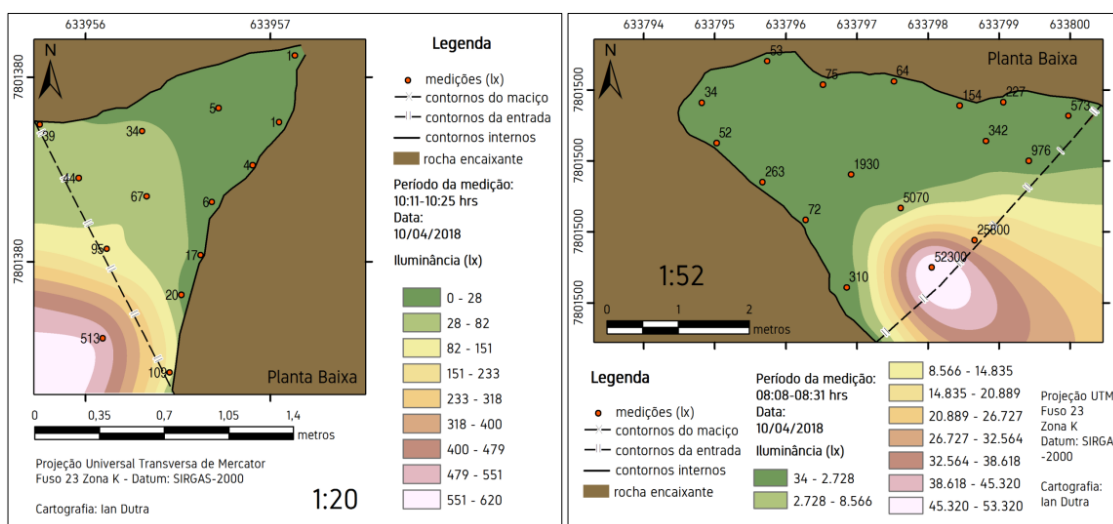 633956
633957
N
7801380
7801380
1
5
1
39
34
4
44
67
6
95
17
20
513
109
Planta Baixa
0
0,35
0,7
1,05
1,4
metros
Projeção Universal Transversa de Mercator
Fuso 23 Zona K - Datum: SIRGAS-2000
Cartografia: Ian Dutra
1:20
Legenda
medições (lx)
contornos do maciço
contornos da entrada
contornos internos
rocha encaixante
Período da medição:
10:11-10:25 hrs
Data:
10/04/2018
Iluminância (lx)
0 - 28
28 - 82
82 - 151
151 - 233
233 - 318
318 - 400
400 - 479
479 - 551
551 - 620
633794
633795
633796
633797
633798
633799
633800
N
7801500
7801500
7801500
7801500
Planta Baixa
53
75
64
34
154
227
573
52
342
976
263
1930
72
5070
25800
52300
310
1:52
0
1
2
metros
Legenda
medições (lx)
contornos do maciço
contornos da entrada
contornos internos
rocha encaixante
Período da medição:
08:08-08:31 hrs
Data:
10/04/2018
Iluminância (lx)
34 - 2.728
2.728 - 8.566
8.566 - 14.835
14.835 - 20.889
20.889 - 26.727
26.727 - 32.564
32.564 - 38.618
38.618 - 45.320
45.320 - 53.320
Projeção UTM
Fuso 23
Zona K
Datum: SIRGAS
-2000
Cartografia:
Ian Dutra